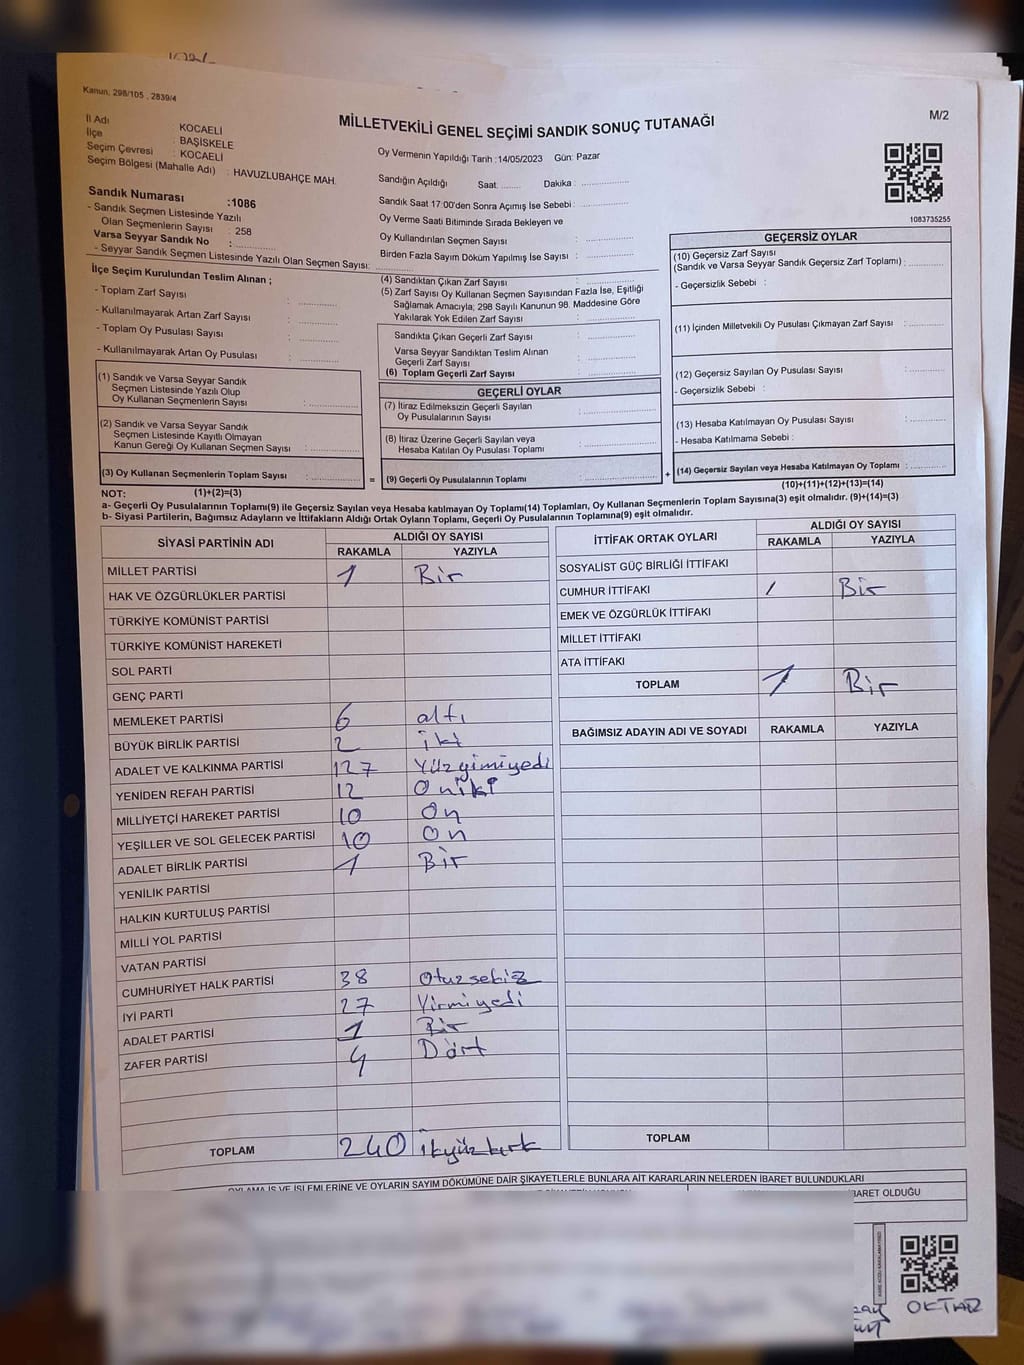 Kanun, 298/105 , 2839/4
MİLLETVEKİLİ GENEL SEÇİMİ SANDIK SONUÇ TUTANAĞI
M/2
İl Adı : KOCAELİ
İlçe : BAŞİSKELE
Seçim Çevresi : KOCAELİ
Seçim Bölgesi (Mahalle Adı) : HAVUZLUBAHÇE MAH.
Oy Vermenin Yapıldığı Tarih :14/05/2023 Gün: Pazar
Sandığın Açıldığı Saat: ........ Dakika : ................
Sandık Saat 17:00'den Sonra Açımış İse Sebebi : ................
Oy Verme Saati Bitiminde Sırada Bekleyen ve
Oy Kullandırılan Seçmen Sayısı : ................
Birden Fazla Sayım Döküm Yapılmış İse Sayısı : ................
1083735255
Sandık Numarası :1086
- Sandık Seçmen Listesinde Yazılı
Olan Seçmenlerin Sayısı : 258
Varsa Seyyar Sandık No : ............
- Seyyar Sandık Seçmen Listesinde Yazılı Olan Seçmen Sayısı: ............
İlçe Seçim Kurulundan Teslim Alınan ;
- Toplam Zarf Sayısı : ............
- Kullanılmayarak Artan Zarf Sayısı : ............
- Toplam Oy Pusulası Sayısı : ............
- Kullanılmayarak Artan Oy Pusulası : ............
(1) Sandık ve Varsa Seyyar Sandık
Seçmen Listesinde Yazılı Olup
Oy Kullanan Seçmenlerin Sayısı : ............
(2) Sandık ve Varsa Seyyar Sandık
Seçmen Listesinde Kayıtlı Olmayan
Kanun Gereği Oy Kullanan Seçmen Sayısı : ............
(3) Oy Kullanan Seçmenlerin Toplam Sayısı : ............
(1)+(2)=(3)
(4) Sandıktan Çıkan Zarf Sayısı : ............
(5) Zarf Sayısı Oy Kullanan Seçmen Sayısından Fazla İse, Eşitliği
Sağlamak Amacıyla; 298 Sayılı Kanunun 98. Maddesine Göre
Yakılarak Yok Edilen Zarf Sayısı : ............
Sandıkta Çıkan Geçerli Zarf Sayısı : ............
Varsa Seyyar Sandıktan Teslim Alınan
Geçerli Zarf Sayısı : ............
(6) Toplam Geçerli Zarf Sayısı : ............
GEÇERLİ OYLAR
(7) İtiraz Edilmeksizin Geçerli Sayılan
Oy Pusulalarının Sayısı : ............
(8) İtiraz Üzerine Geçerli Sayılan veya
Hesaba Katılan Oy Pusulası Toplamı : ............
= (9) Geçerli Oy Pusulalarının Toplamı : ............ +
GEÇERSİZ OYLAR
(10) Geçersiz Zarf Sayısı
(Sandık ve Varsa Seyyar Sandık Geçersiz Zarf Toplamı) : ............
- Geçersizlik Sebebi :
(11) İçinden Milletvekili Oy Pusulası Çıkmayan Zarf Sayısı : ............
(12) Geçersiz Sayılan Oy Pusulası Sayısı : ............
- Geçersizlik Sebebi :
(13) Hesaba Katılmayan Oy Pusulası Sayısı : ............
- Hesaba Katılmama Sebebi :
(14) Geçersiz Sayılan veya Hesaba Katılmayan Oy Toplamı : ............
(10)+(11)+(12)+(13)=(14)
NOT:
a- Geçerli Oy Pusulalarının Toplamı(9) ile Geçersiz Sayılan veya Hesaba katılmayan Oy Toplamı(14) Toplamları, Oy Kullanan Seçmenlerin Toplam Sayısına(3) eşit olmalıdır. (9)+(14)=(3)
b- Siyasi Partilerin, Bağımsız Adayların ve İttifakların Aldığı Ortak Oyların Toplamı, Geçerli Oy Pusulalarının Toplamına(9) eşit olmalıdır.
SİYASİ PARTİNİN ADI ALDIĞI OY SAYISI
RAKAMLA YAZIYLA
MİLLET PARTİSİ 1 Bir
HAK VE ÖZGÜRLÜKLER PARTİSİ
TÜRKİYE KOMÜNİST PARTİSİ
TÜRKİYE KOMÜNİST HAREKETİ
SOL PARTİ
GENÇ PARTİ
MEMLEKET PARTİSİ 6 altı
BÜYÜK BİRLİK PARTİSİ 2 iki
ADALET VE KALKINMA PARTİSİ 127 Yüzyimiyedi
YENİDEN REFAH PARTİSİ 12 Oniki
MİLLİYETÇİ HAREKET PARTİSİ 10 On
YEŞİLLER VE SOL GELECEK PARTİSİ 10 On
ADALET BİRLİK PARTİSİ 1 Bir
YENİLİK PARTİSİ
HALKIN KURTULUŞ PARTİSİ
MİLLİ YOL PARTİSİ
VATAN PARTİSİ
CUMHURİYET HALK PARTİSİ 38 Otuzsekiz
İYİ PARTİ 27 Yirmiyedi
ADALET PARTİSİ 1 Bir
ZAFER PARTİSİ 4 Dört
TOPLAM 240 ikiyüzkırk
İTTİFAK ORTAK OYLARI ALDIĞI OY SAYISI
RAKAMLA YAZIYLA
SOSYALİST GÜÇ BİRLİĞİ İTTİFAKI
CUMHUR İTTİFAKI 1 Bir
EMEK VE ÖZGÜRLÜK İTTİFAKI
MİLLET İTTİFAKI
ATA İTTİFAKI
TOPLAM 1 Bir
BAĞIMSIZ ADAYIN ADI VE SOYADI RAKAMLA YAZIYLA
TOPLAM
OYLAMA İŞ VE İŞLEMLERİNE VE OYLARIN SAYIM DÖKÜMÜNE DAİR ŞİKAYETLERLE BUNLARA AİT KARARLARIN NELERDEN İBARET BULUNDUKLARI
İBARET OLDUĞU
OKTAR